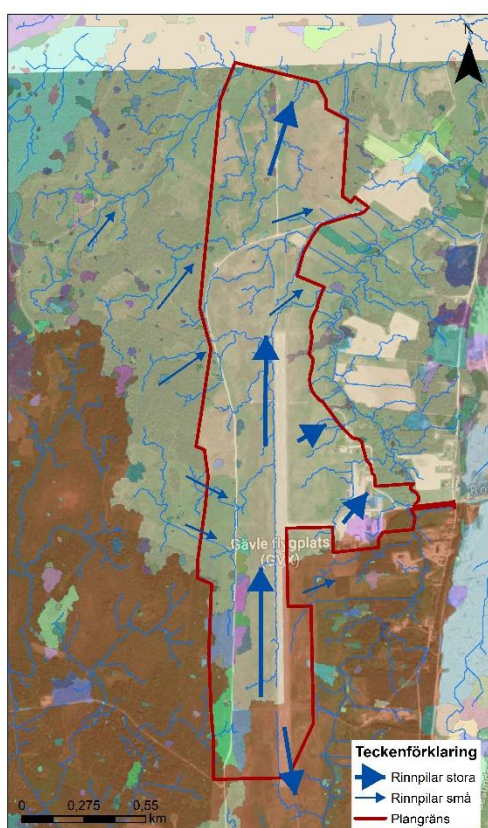 N
Gävle flygplats
(GVX)
Teckenförklaring
Rinnpilar stora
Rinnpilar små
Plangräns
0 0,275 0,55
km